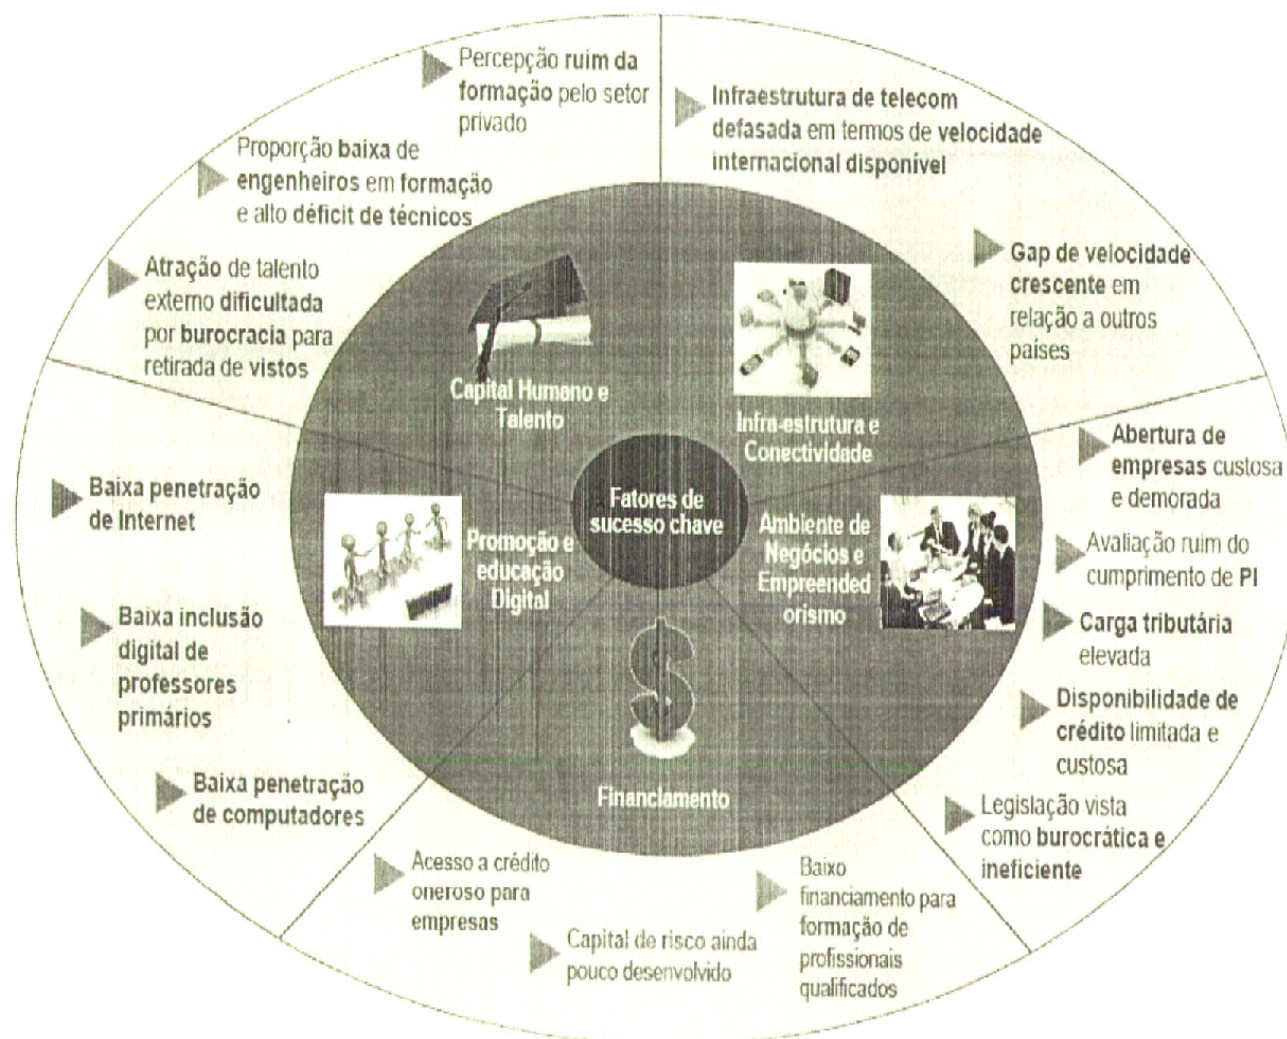 Percepção ruim da
formação pelo setor
privado
Proporção baixa de
engenheiros em formação
e alto déficit de técnicos
Atração de talento
externo dificultada
por burocracia para
retirada de vistos
Infraestrutura de telecom
defasada em termos de velocidade
internacional disponível
Gap de velocidade
crescente em
relação a outros
países
Capital Humano e
Talento
Infra-estrutura e
Conectividade
Fatores de
sucesso chave
Promoção e
educação
Digital
Ambiente de
Negócios e
Empreended
orismo
Financiamento
Baixa penetração
de Internet
Baixa inclusão
digital de
professores
primários
Baixa penetração
de computadores
Abertura de
empresas custosa
e demorada
Avaliação ruim do
cumprimento de PI
Carga tributária
elevada
Disponibilidade de
crédito limitada e
custosa
Legislação vista
como burocrática e
ineficiente
Acesso a crédito
oneroso para
empresas
Capital de risco ainda
pouco desenvolvido
Baixo
financiamento para
formação de
profissionais
qualificados